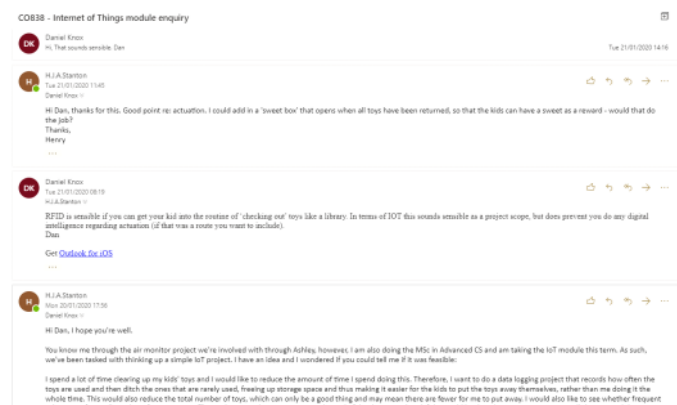 CO838 - Internet of Things module enquiry
DK
Daniel Knox
Hi, That sounds sensible. Dan
Tue 21/01/2020 14:16
H
H.J.A.Stanton
Tue 21/01/2020 11:45
Daniel Knox
Hi Dan, thanks for this. Good point re: actuation. I could add in a 'sweet box' that opens when all toys have been returned, so that the kids can have a sweet as a reward - would that do
the job?
Thanks,
Henry
DK
Daniel Knox
Tue 21/01/2020 08:19
H.J.A.Stanton
RFID is sensible if you can get your kid into the routine of 'checking out' toys like a library. In terms of IOT this sounds sensible as a project scope, but does prevent you do any digital
intelligence regarding actuation (if that was a route you want to include).
Dan
Get Outlook for iOS
H
H.J.A.Stanton
Mon 20/01/2020 17:56
Daniel Knox
Hi Dan, I hope you're well.
You know me through the air monitor project we're involved with through Ashley, however, I am also doing the MSc in Advanced CS and am taking the IoT module this term. As such,
we've been tasked with thinking up a simple IoT project. I have an idea and I wondered if you could tell me if it was feasible:
I spend a lot of time clearing up my kids' toys and I would like to reduce the amount of time I spend doing this. Therefore, I want to do a data logging project that records how often the
toys are used and then ditch the ones that are rarely used, freeing up storage space and thus making it easier for the kids to put the toys away themselves, rather than me doing it the
whole time. This would also reduce the total number of toys, which can only be a good thing and may mean there are fewer for me to put away. I would also like to see whether frequent